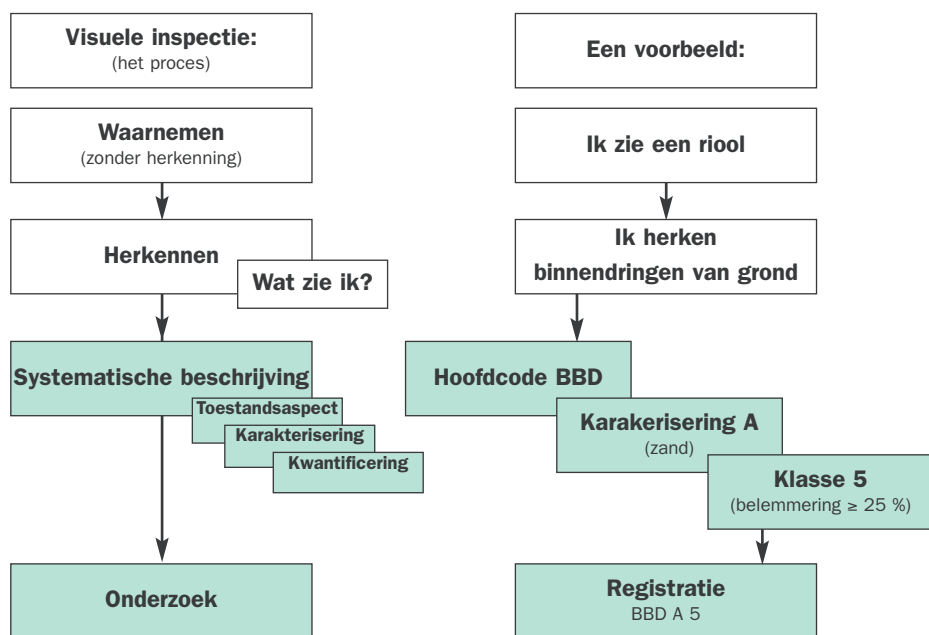 Visuele inspectie:
(het proces)
Waarnemen
(zonder herkenning)
Herkennen
Wat zie ik?
Systematische beschrijving
Toestandsaspect
Karakterisering
Kwantificering
Onderzoek
Een voorbeeld:
Ik zie een riool
Ik herken
binnendringen van grond
Hoofdcode BBD
Karakerisering A
(zand)
Klasse 5
(belemmering ≥ 25 %)
Registratie
BBD A 5